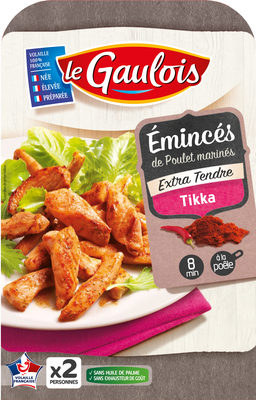 VOLAILLE
100% FRANÇAISE
NÉE
ÉLEVÉE
PRÉPARÉE
le Gaulois
Émincés
de Poulet marinés
Extra Tendre
Tikka
8 min
à la poêle
VOLAILLE FRANÇAISE
x2
PERSONNES
SANS HUILE DE PALME
SANS EXHAUSTEUR DE GOÛT